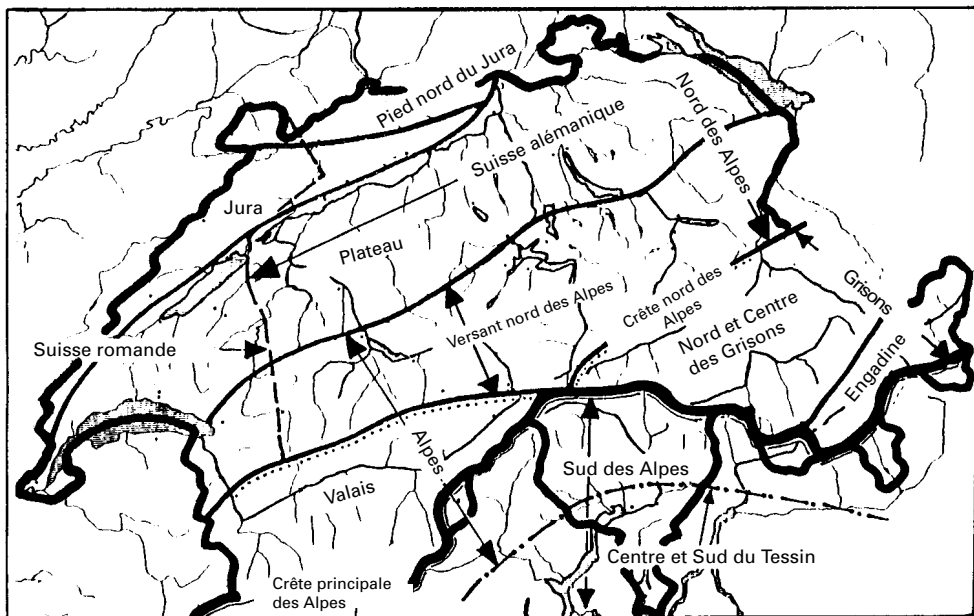 Pied nord du Jura
Nord des Alpes
Suisse alémanique
Jura
Plateau
Crête nord des
Alpes
Grisons
Versant nord des Alpes
Nord et Centre
des Grisons
Suisse romande
Engadine
Alpes
Sud des Alpes
Valais
Centre et Sud du Tessin
Crête principale
des Alpes